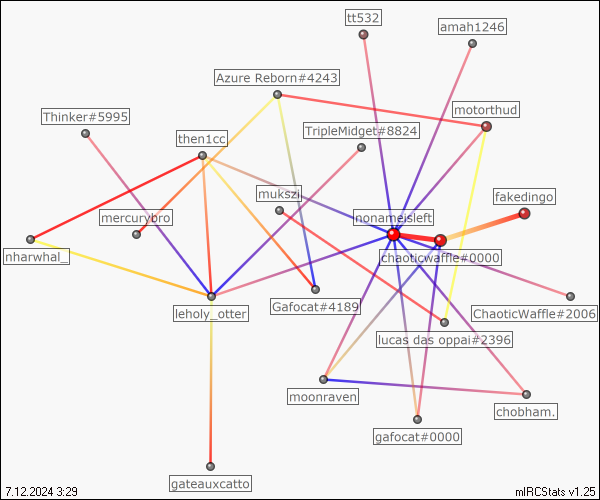 tt532
amah1246
Azure Reborn#4243
motorthud
Thinker#5995
TripleMidget#8824
then1cc
mukszi
fakedingo
mercurybro
nonameisleft
nharwhal_
chaoticwaffle#0000
leholy_otter
Gafocat#4189
ChaoticWaffle#2006
lucas das oppai#2396
moonraven
chobham.
gafocat#0000
gateauxcatto
7.12.2024 3:29
mIRCStats v1.25